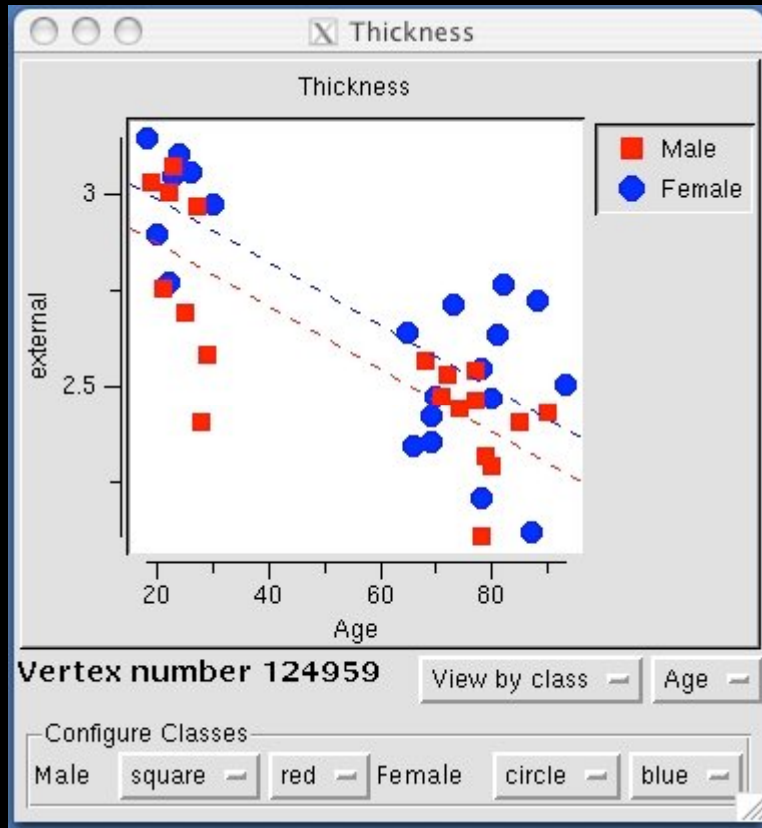 Thickness
Thickness
Male
Female
3
2.5
external
20 40 60 80
Age
Vertex number 124959 View by class Age
Configure Classes
Male square red Female circle blue